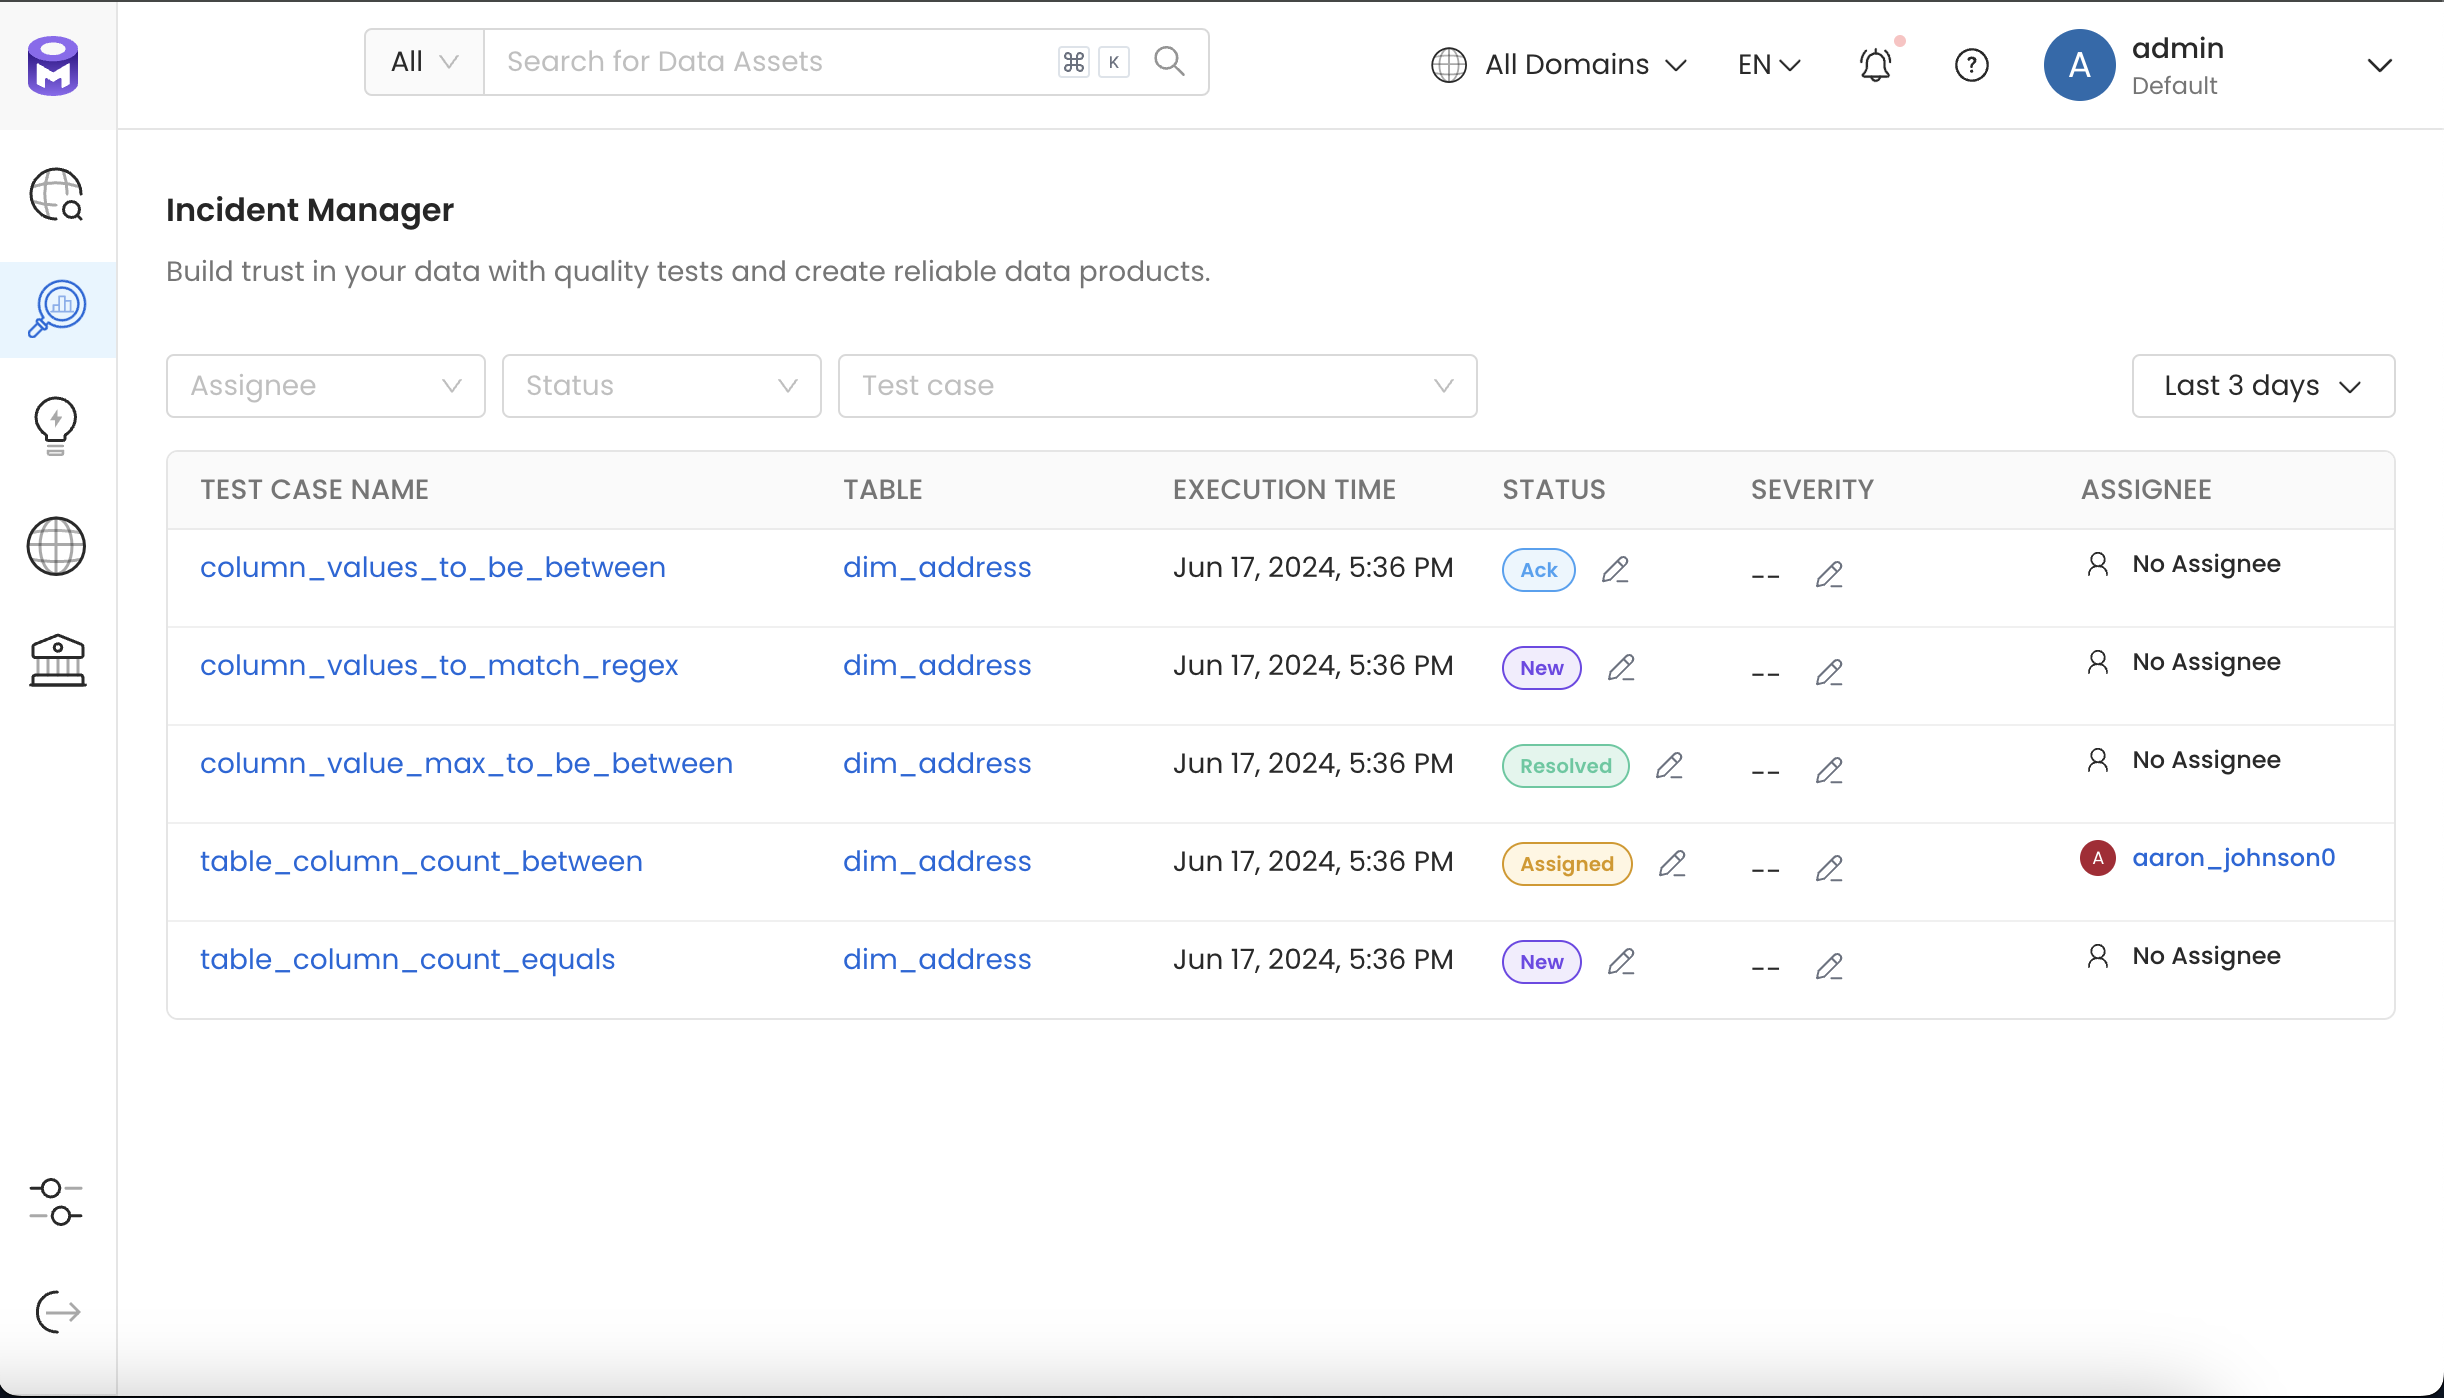 All
Search for Data Assets
⌘ K
All Domains
EN
?
A
admin
Default
Incident Manager
Build trust in your data with quality tests and create reliable data products.
Assignee
Status
Test case
Last 3 days
TEST CASE NAME TABLE EXECUTION TIME STATUS SEVERITY ASSIGNEE
column_values_to_be_between dim_address Jun 17, 2024, 5:36 PM Ack -- No Assignee
column_values_to_match_regex dim_address Jun 17, 2024, 5:36 PM New -- No Assignee
column_value_max_to_be_between dim_address Jun 17, 2024, 5:36 PM Resolved -- No Assignee
table_column_count_between dim_address Jun 17, 2024, 5:36 PM Assigned -- A aaron_johnson0
table_column_count_equals dim_address Jun 17, 2024, 5:36 PM New -- No Assignee